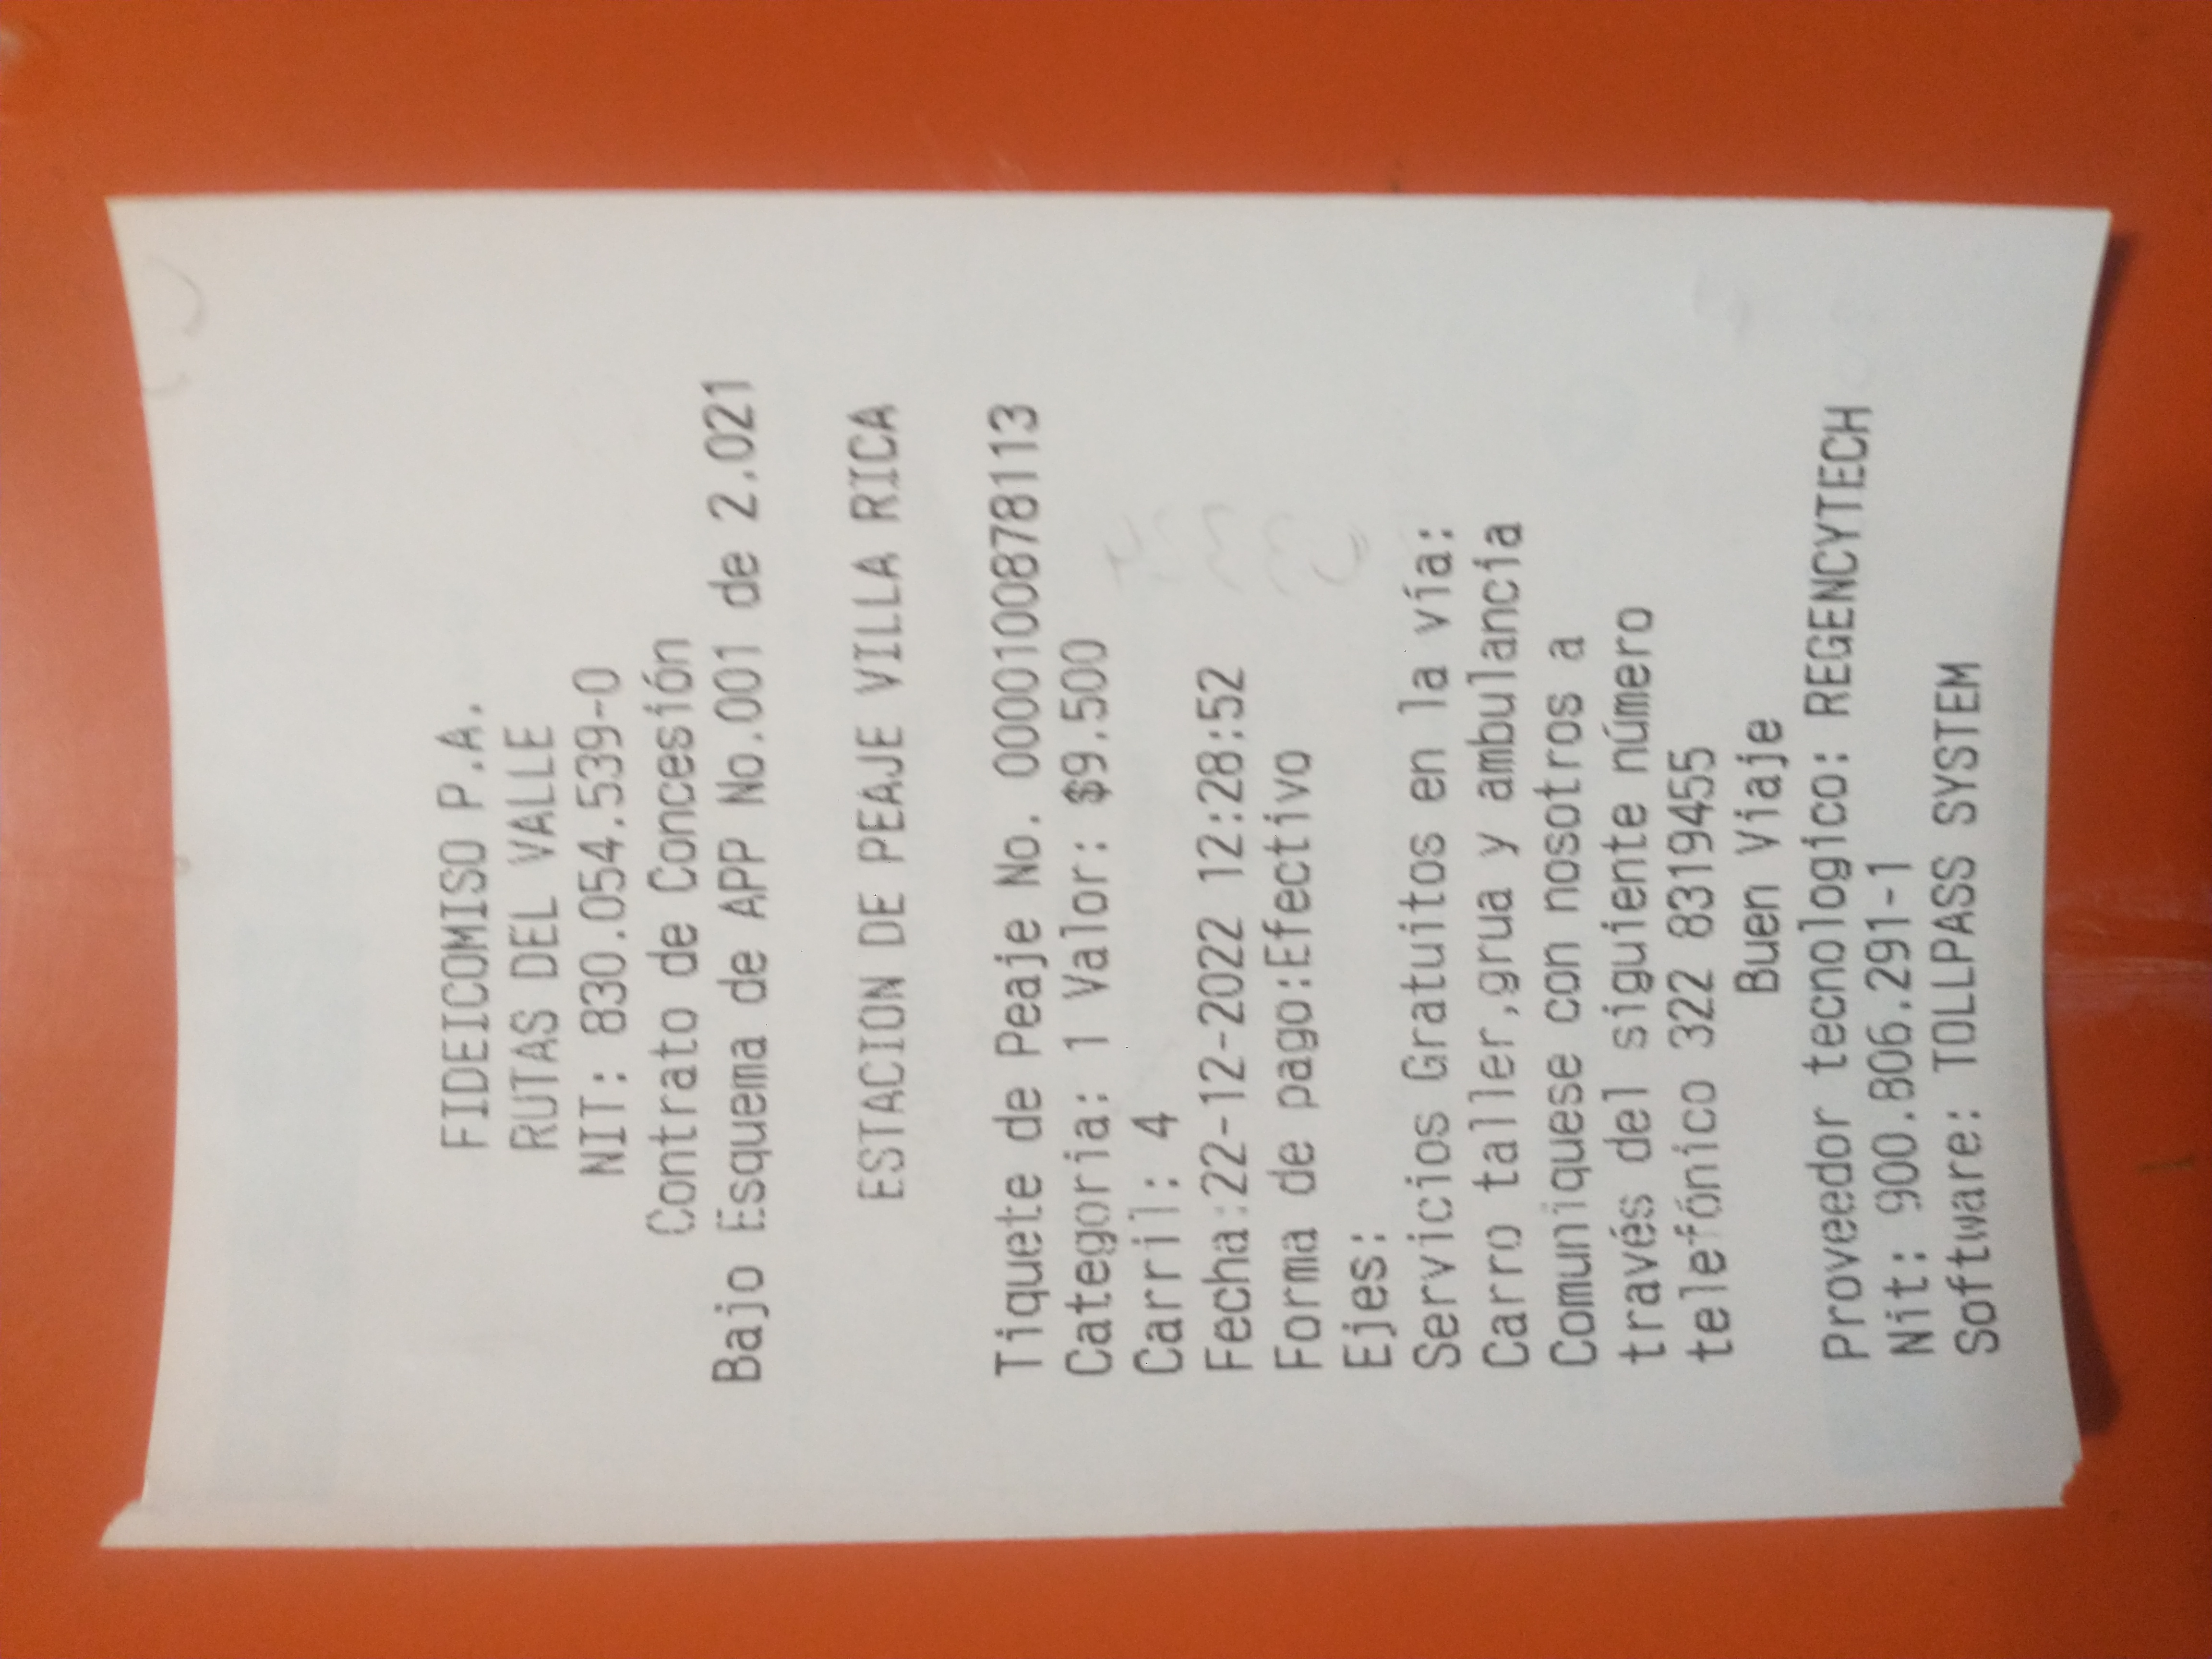 FIDEICOMISO P.A.
RUTAS DEL VALLE
NIT: 830.054.539-0
Contrato de Concesión
Bajo Esquema de APP No.001 de 2.021
ESTACION DE PEAJE VILLA RICA
Tiquete de Peaje No. 0000100878113
Categoria: 1 Valor: $9.500
Carril: 4
Fecha:22-12-2022 12:28:52
Forma de pago:Efectivo
Ejes:
Servicios Gratuitos en la vía:
Carro taller,grua y ambulancia
Comuniquese con nosotros a
través del siguiente número
telefónico 322 8319455
Buen Viaje
Proveedor tecnologico: REGENCYTECH
Nit: 900.806.291-1
Software: TOLLPASS SYSTEM